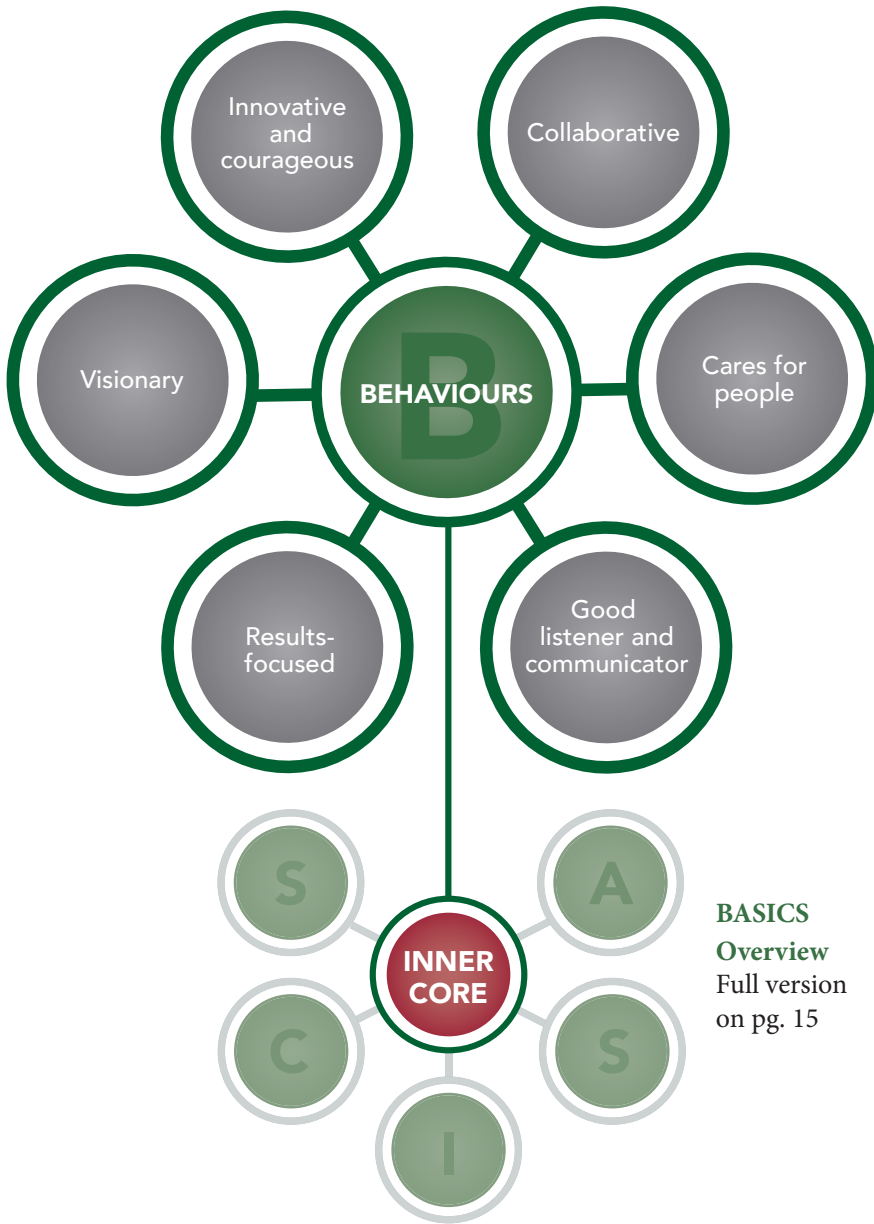 Innovative
and
courageous
Collaborative
Visionary
B
BEHAVIOURS
Cares for
people
Results-
focused
Good
listener and
communicator
S
A
INNER
CORE
BASICS
Overview
Full version
on pg. 15
C
S
I